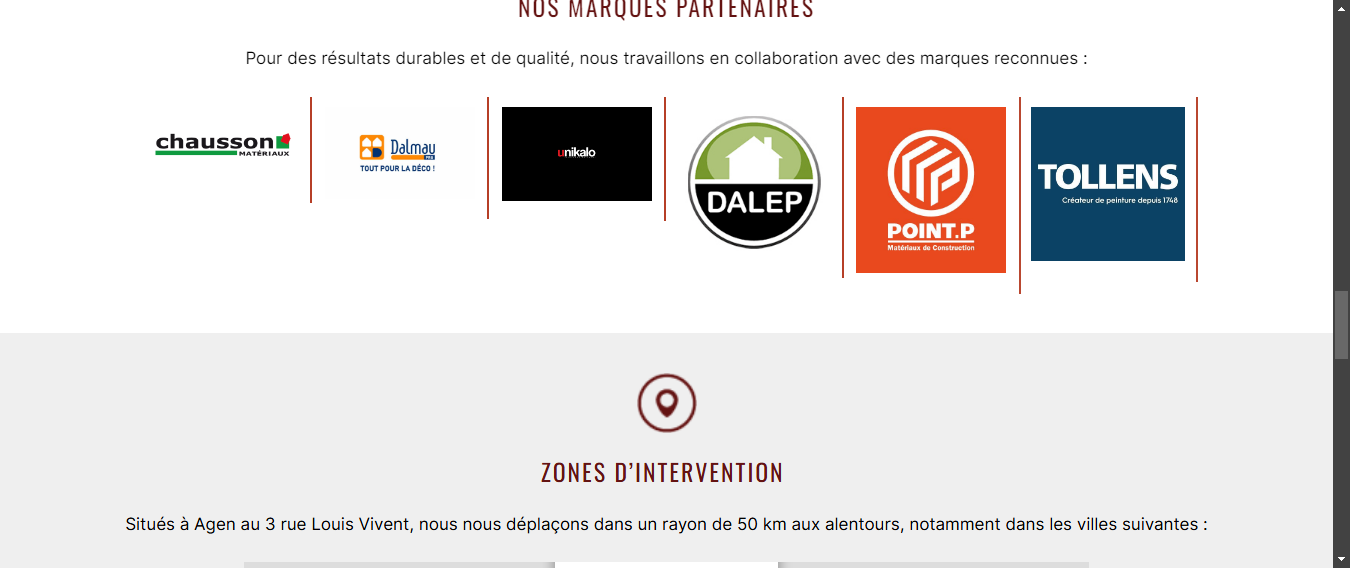 NOS MARQUES PARTENAIRES
Pour des résultats durables et de qualité, nous travaillons en collaboration avec des marques reconnues :
chausson
MATÉRIAUX
Dalmau
PRO
TOUT POUR LA DÉCO !
unikalo
DALEP
POINT.P
Matériaux de Construction
TOLLENS
Créateur de peinture depuis 1748
ZONES D’INTERVENTION
Situés à Agen au 3 rue Louis Vivent, nous nous déplaçons dans un rayon de 50 km aux alentours, notamment dans les villes suivantes :